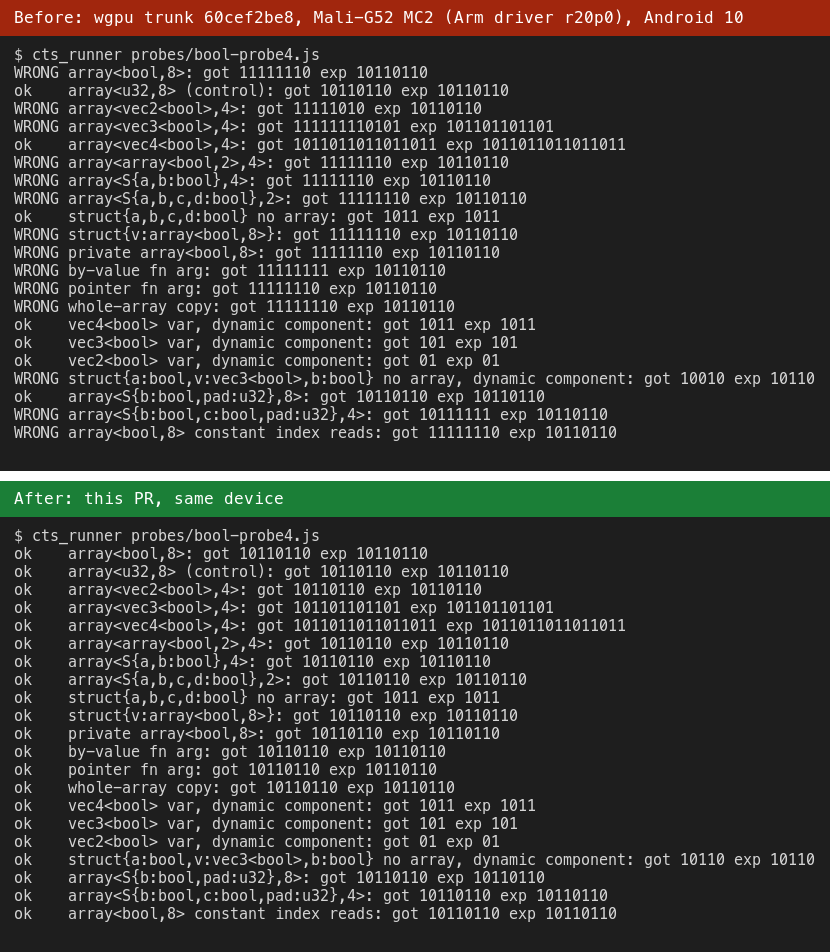 Before: wgpu trunk 60cef2be8, Mali-G52 MC2 (Arm driver r20p0), Android 10
$ cts_runner probes/bool-probe4.js
WRONG array<bool,8>: got 11111110 exp 10110110
ok    array<u32,8> (control): got 10110110 exp 10110110
WRONG array<vec2<bool>,4>: got 11111010 exp 10110110
WRONG array<vec3<bool>,4>: got 111111110101 exp 101101101101
ok    array<vec4<bool>,4>: got 1011011011011011 exp 1011011011011011
WRONG array<array<bool,2>,4>: got 11111110 exp 10110110
WRONG array<S{a,b:bool},4>: got 11111110 exp 10110110
WRONG array<S{a,b,c,d:bool},2>: got 11111110 exp 10110110
ok    struct{a,b,c,d:bool} no array: got 1011 exp 1011
WRONG struct{v:array<bool,8>}: got 11111110 exp 10110110
WRONG private array<bool,8>: got 11111110 exp 10110110
WRONG by-value fn arg: got 11111111 exp 10110110
WRONG pointer fn arg: got 11111110 exp 10110110
WRONG whole-array copy: got 11111110 exp 10110110
ok    vec4<bool> var, dynamic component: got 1011 exp 1011
ok    vec3<bool> var, dynamic component: got 101 exp 101
ok    vec2<bool> var, dynamic component: got 01 exp 01
WRONG struct{a:bool,v:vec3<bool>,b:bool} no array, dynamic component: got 10010 exp 10110
ok    array<S{b:bool,pad:u32},8>: got 10110110 exp 10110110
WRONG array<S{b:bool,c:bool,pad:u32},4>: got 10111111 exp 10110110
WRONG array<bool,8> constant index reads: got 11111110 exp 10110110
After: this PR, same device
$ cts_runner probes/bool-probe4.js
ok    array<bool,8>: got 10110110 exp 10110110
ok    array<u32,8> (control): got 10110110 exp 10110110
ok    array<vec2<bool>,4>: got 10110110 exp 10110110
ok    array<vec3<bool>,4>: got 101101101101 exp 101101101101
ok    array<vec4<bool>,4>: got 1011011011011011 exp 1011011011011011
ok    array<array<bool,2>,4>: got 10110110 exp 10110110
ok    array<S{a,b:bool},4>: got 10110110 exp 10110110
ok    array<S{a,b,c,d:bool},2>: got 10110110 exp 10110110
ok    struct{a,b,c,d:bool} no array: got 1011 exp 1011
ok    struct{v:array<bool,8>}: got 10110110 exp 10110110
ok    private array<bool,8>: got 10110110 exp 10110110
ok    by-value fn arg: got 10110110 exp 10110110
ok    pointer fn arg: got 10110110 exp 10110110
ok    whole-array copy: got 10110110 exp 10110110
ok    vec4<bool> var, dynamic component: got 1011 exp 1011
ok    vec3<bool> var, dynamic component: got 101 exp 101
ok    vec2<bool> var, dynamic component: got 01 exp 01
ok    struct{a:bool,v:vec3<bool>,b:bool} no array, dynamic component: got 10110 exp 10110
ok    array<S{b:bool,pad:u32},8>: got 10110110 exp 10110110
ok    array<S{b:bool,c:bool,pad:u32},4>: got 10110110 exp 10110110
ok    array<bool,8> constant index reads: got 10110110 exp 10110110